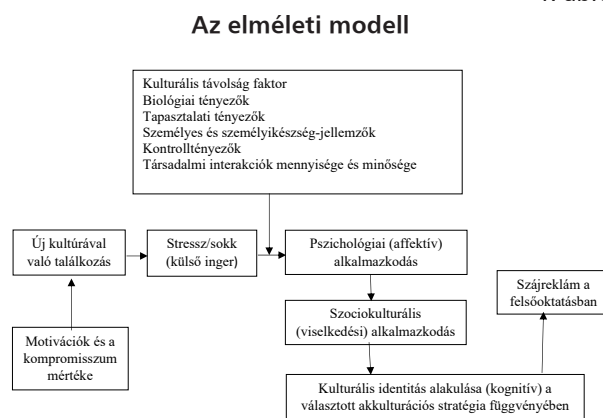 Az elméleti modell
Kulturális távolság faktor
Biológiai tényezők
Tapasztalati tényezők
Személyes és személyikészség-jellemzők
Kontrolltényezők
Társadalmi interakciók mennyisége és minősége
Új kultúrával
való találkozás
Stressz/sokk
(külső inger)
Pszichológiai (affektív)
alkalmazkodás
Szájreklám a
felsőoktatásban
Szociokulturális
(viselkedési) alkalmazkodás
Motivációk és a
kompromisszum
mértéke
Kulturális identitás alakulása (kognitív) a
választott akkulturációs stratégia függvényében